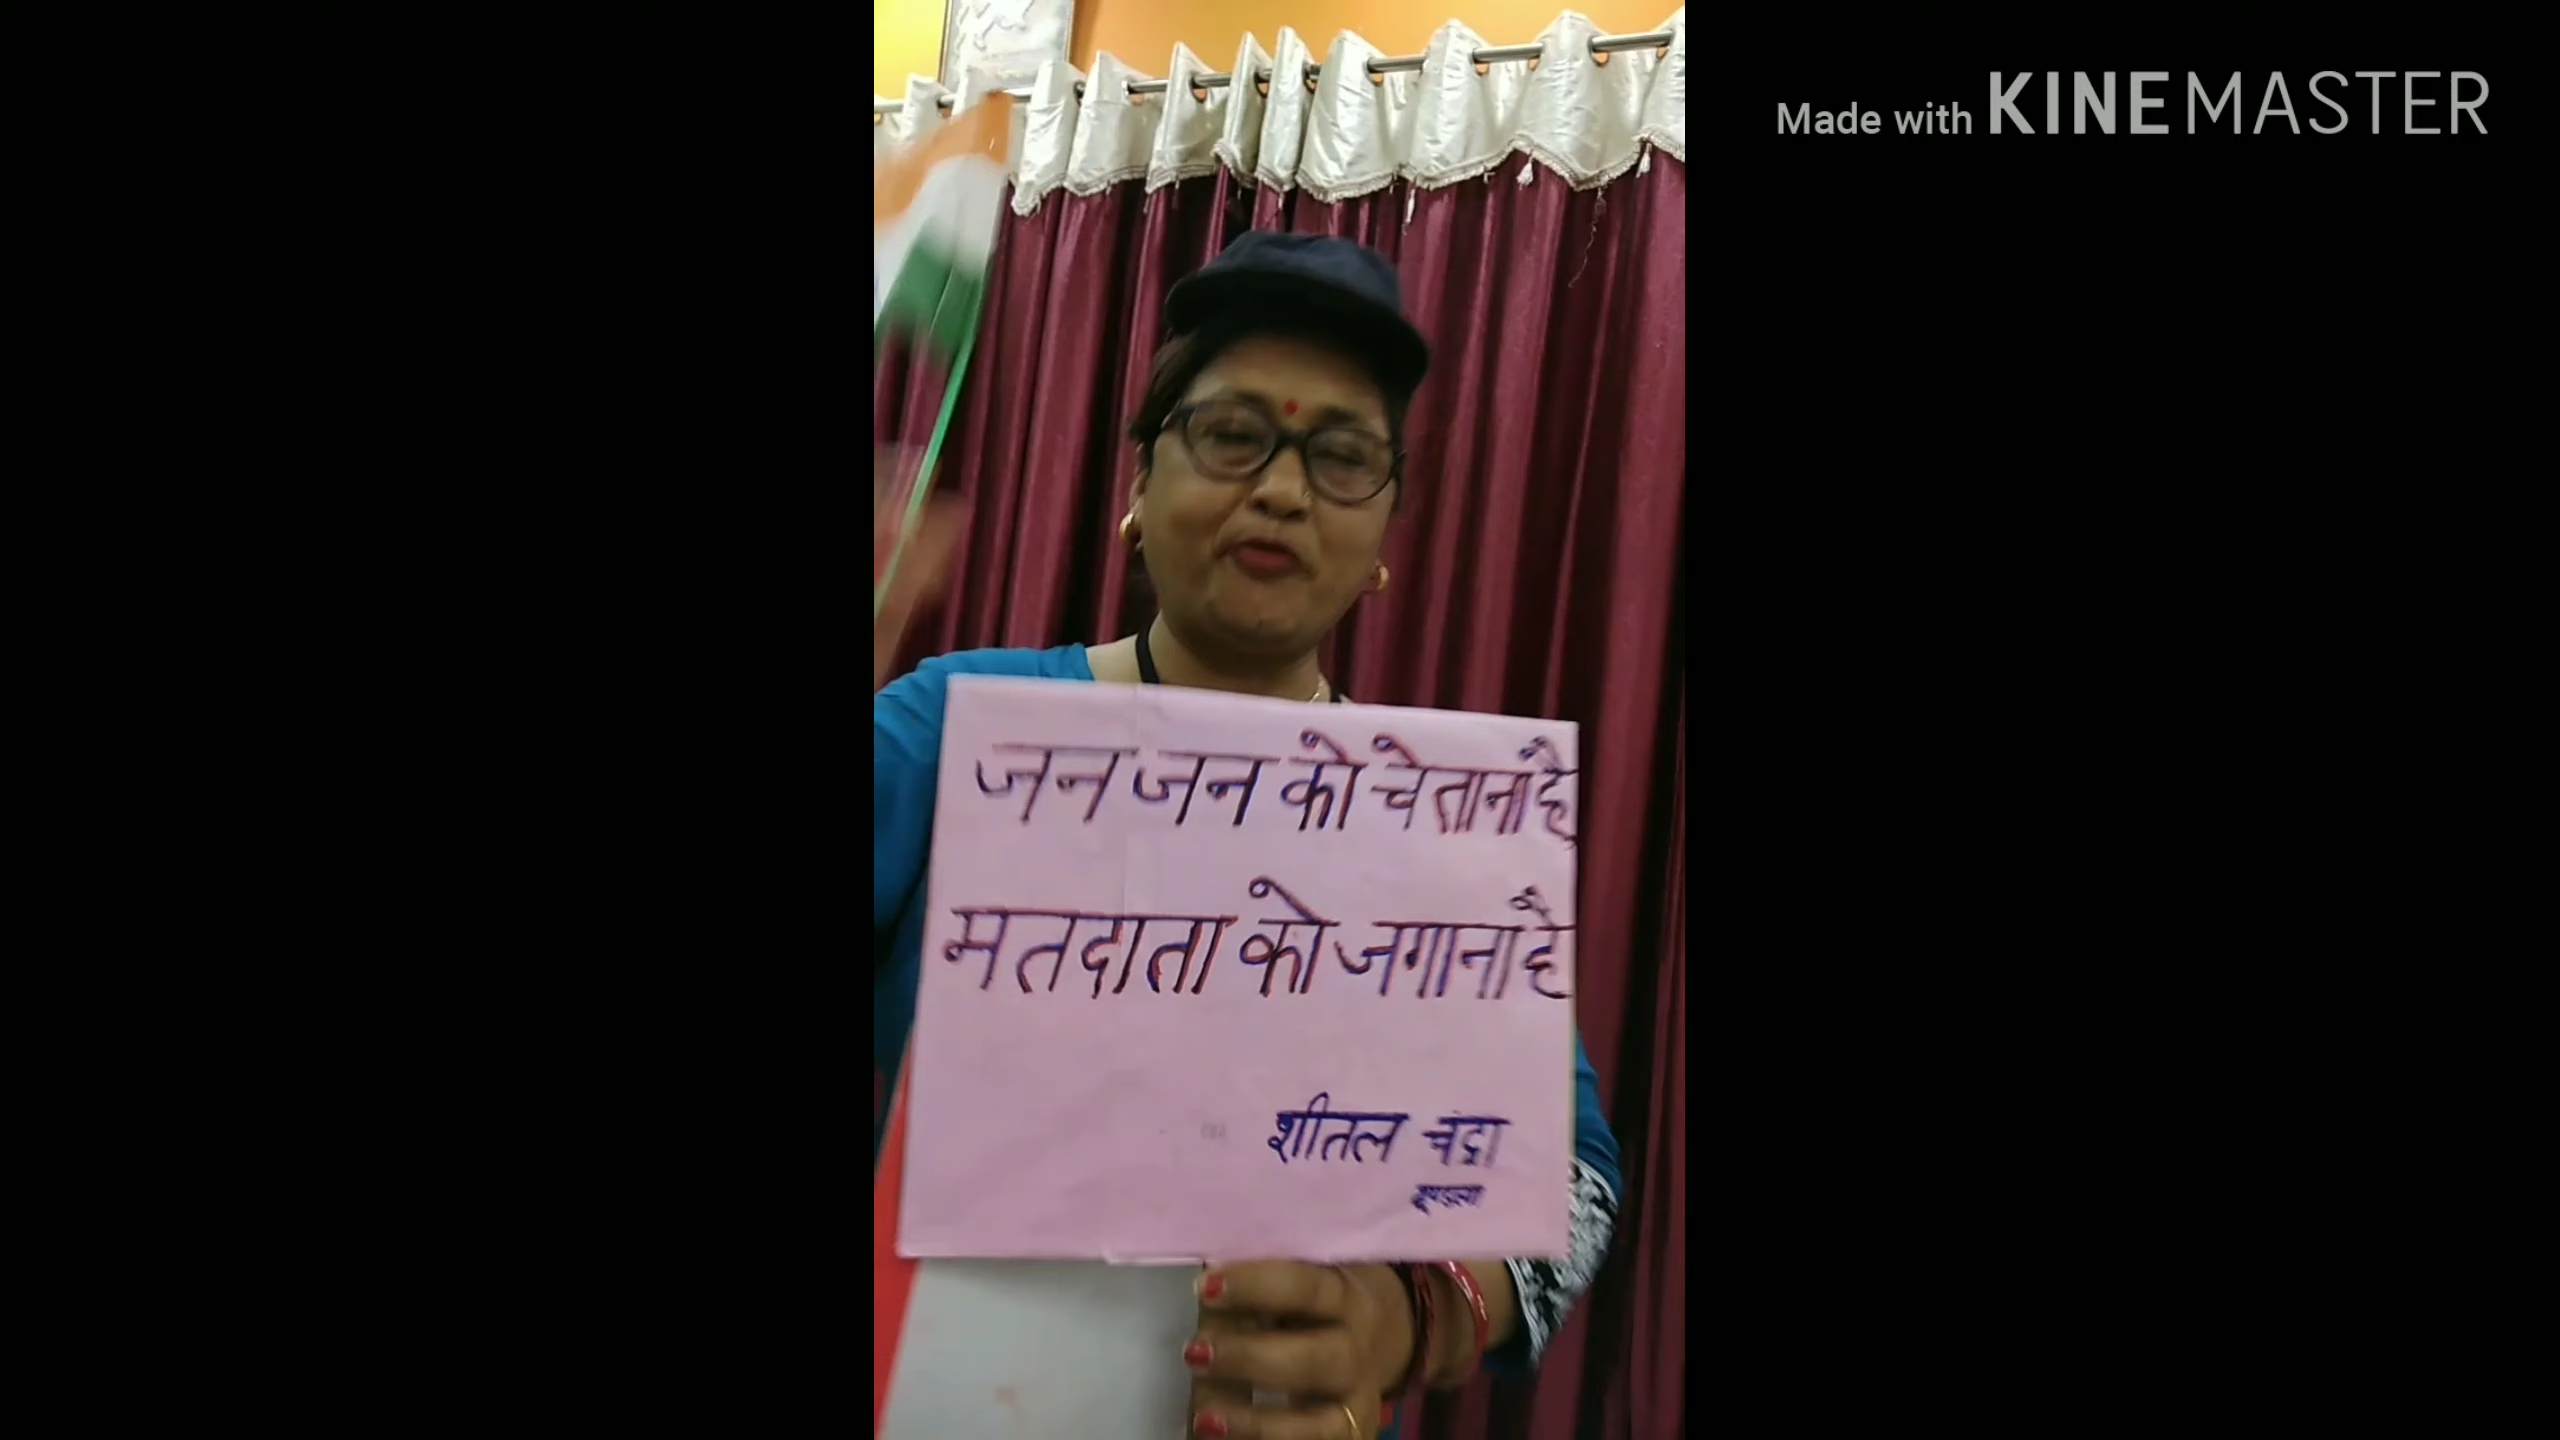 Made with KINEMASTER
जन जन को चेताना है
मतदाता को जगाना है
शीतल चंद्रा